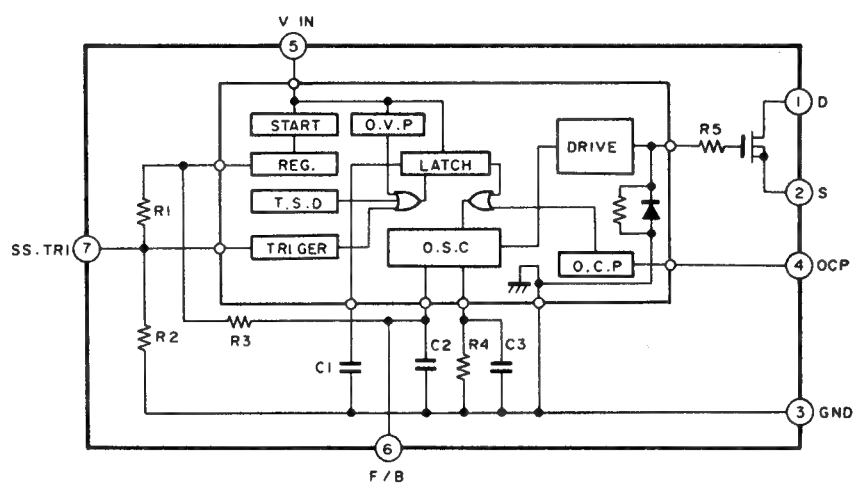 V IN
5
START
O.V.P
DRIVE
R5
1 D
REG.
LATCH
R1
T.S.D
2 S
SS.TRI 7
TRIGER
O.S.C
O.C.P
4 OCP
R2
R3
C1
C2
R4
C3
3 GND
6
F/B